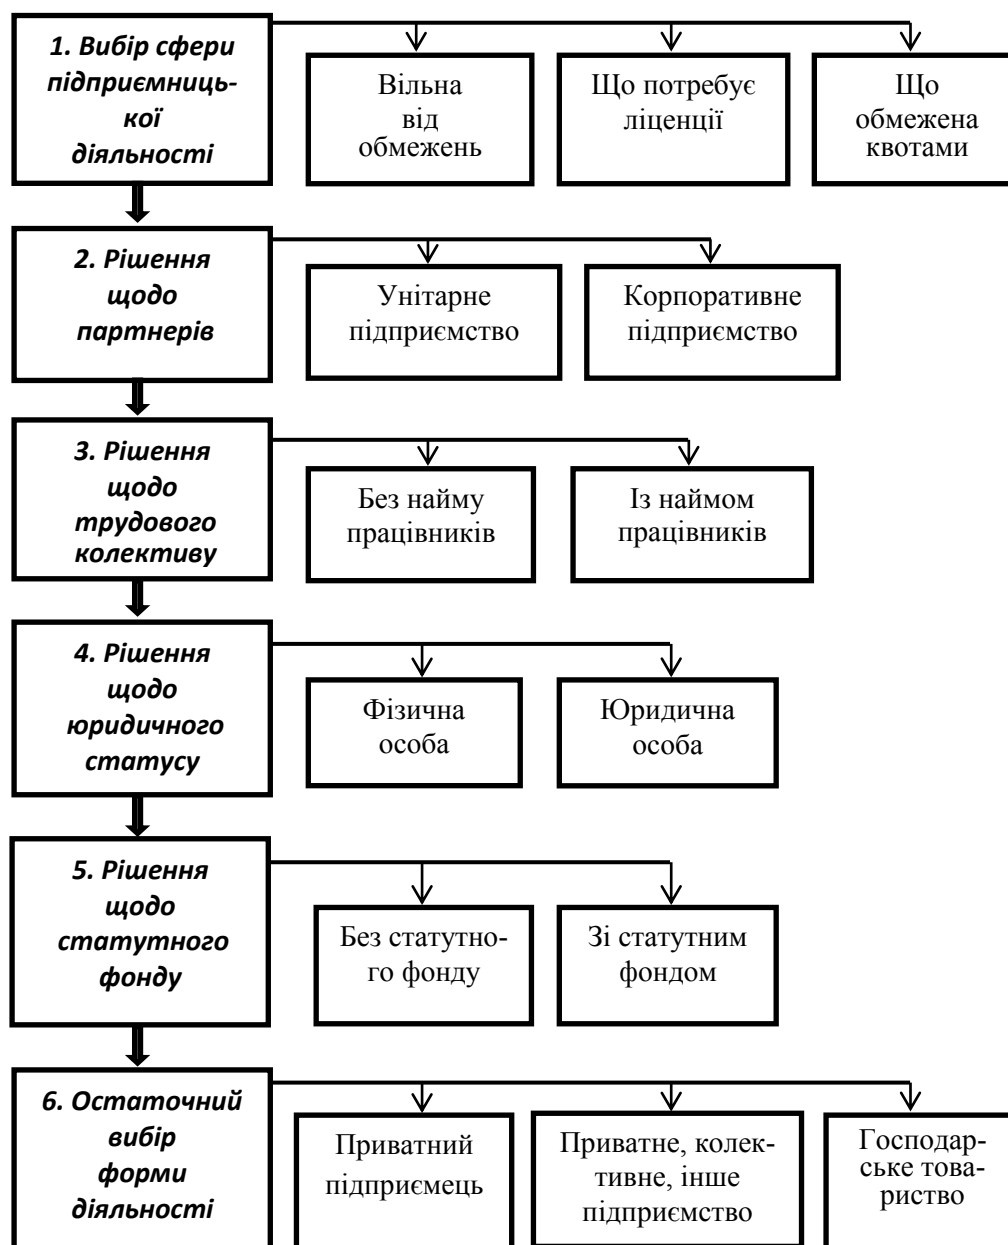 1. Вибір сфери
підприємниць-
кої
діяльності
Вільна
від
обмежень
Що потребує
ліценції
Що
обмежена
квотами
2. Рішення
щодо
партнерів
Унітарне
підприємство
Корпоративне
підприємство
3. Рішення
щодо
трудового
колективу
Без найму
працівників
Із наймом
працівників
4. Рішення
щодо
юридичного
статусу
Фізична
особа
Юридична
особа
5. Рішення
щодо
статутного
фонду
Без статутно-
го фонду
Зі статутним
фондом
6. Остаточний
вибір
форми
діяльності
Приватний
підприємець
Приватне, колек-
тивне, інше
підприємство
Господар-
ське това-
риство